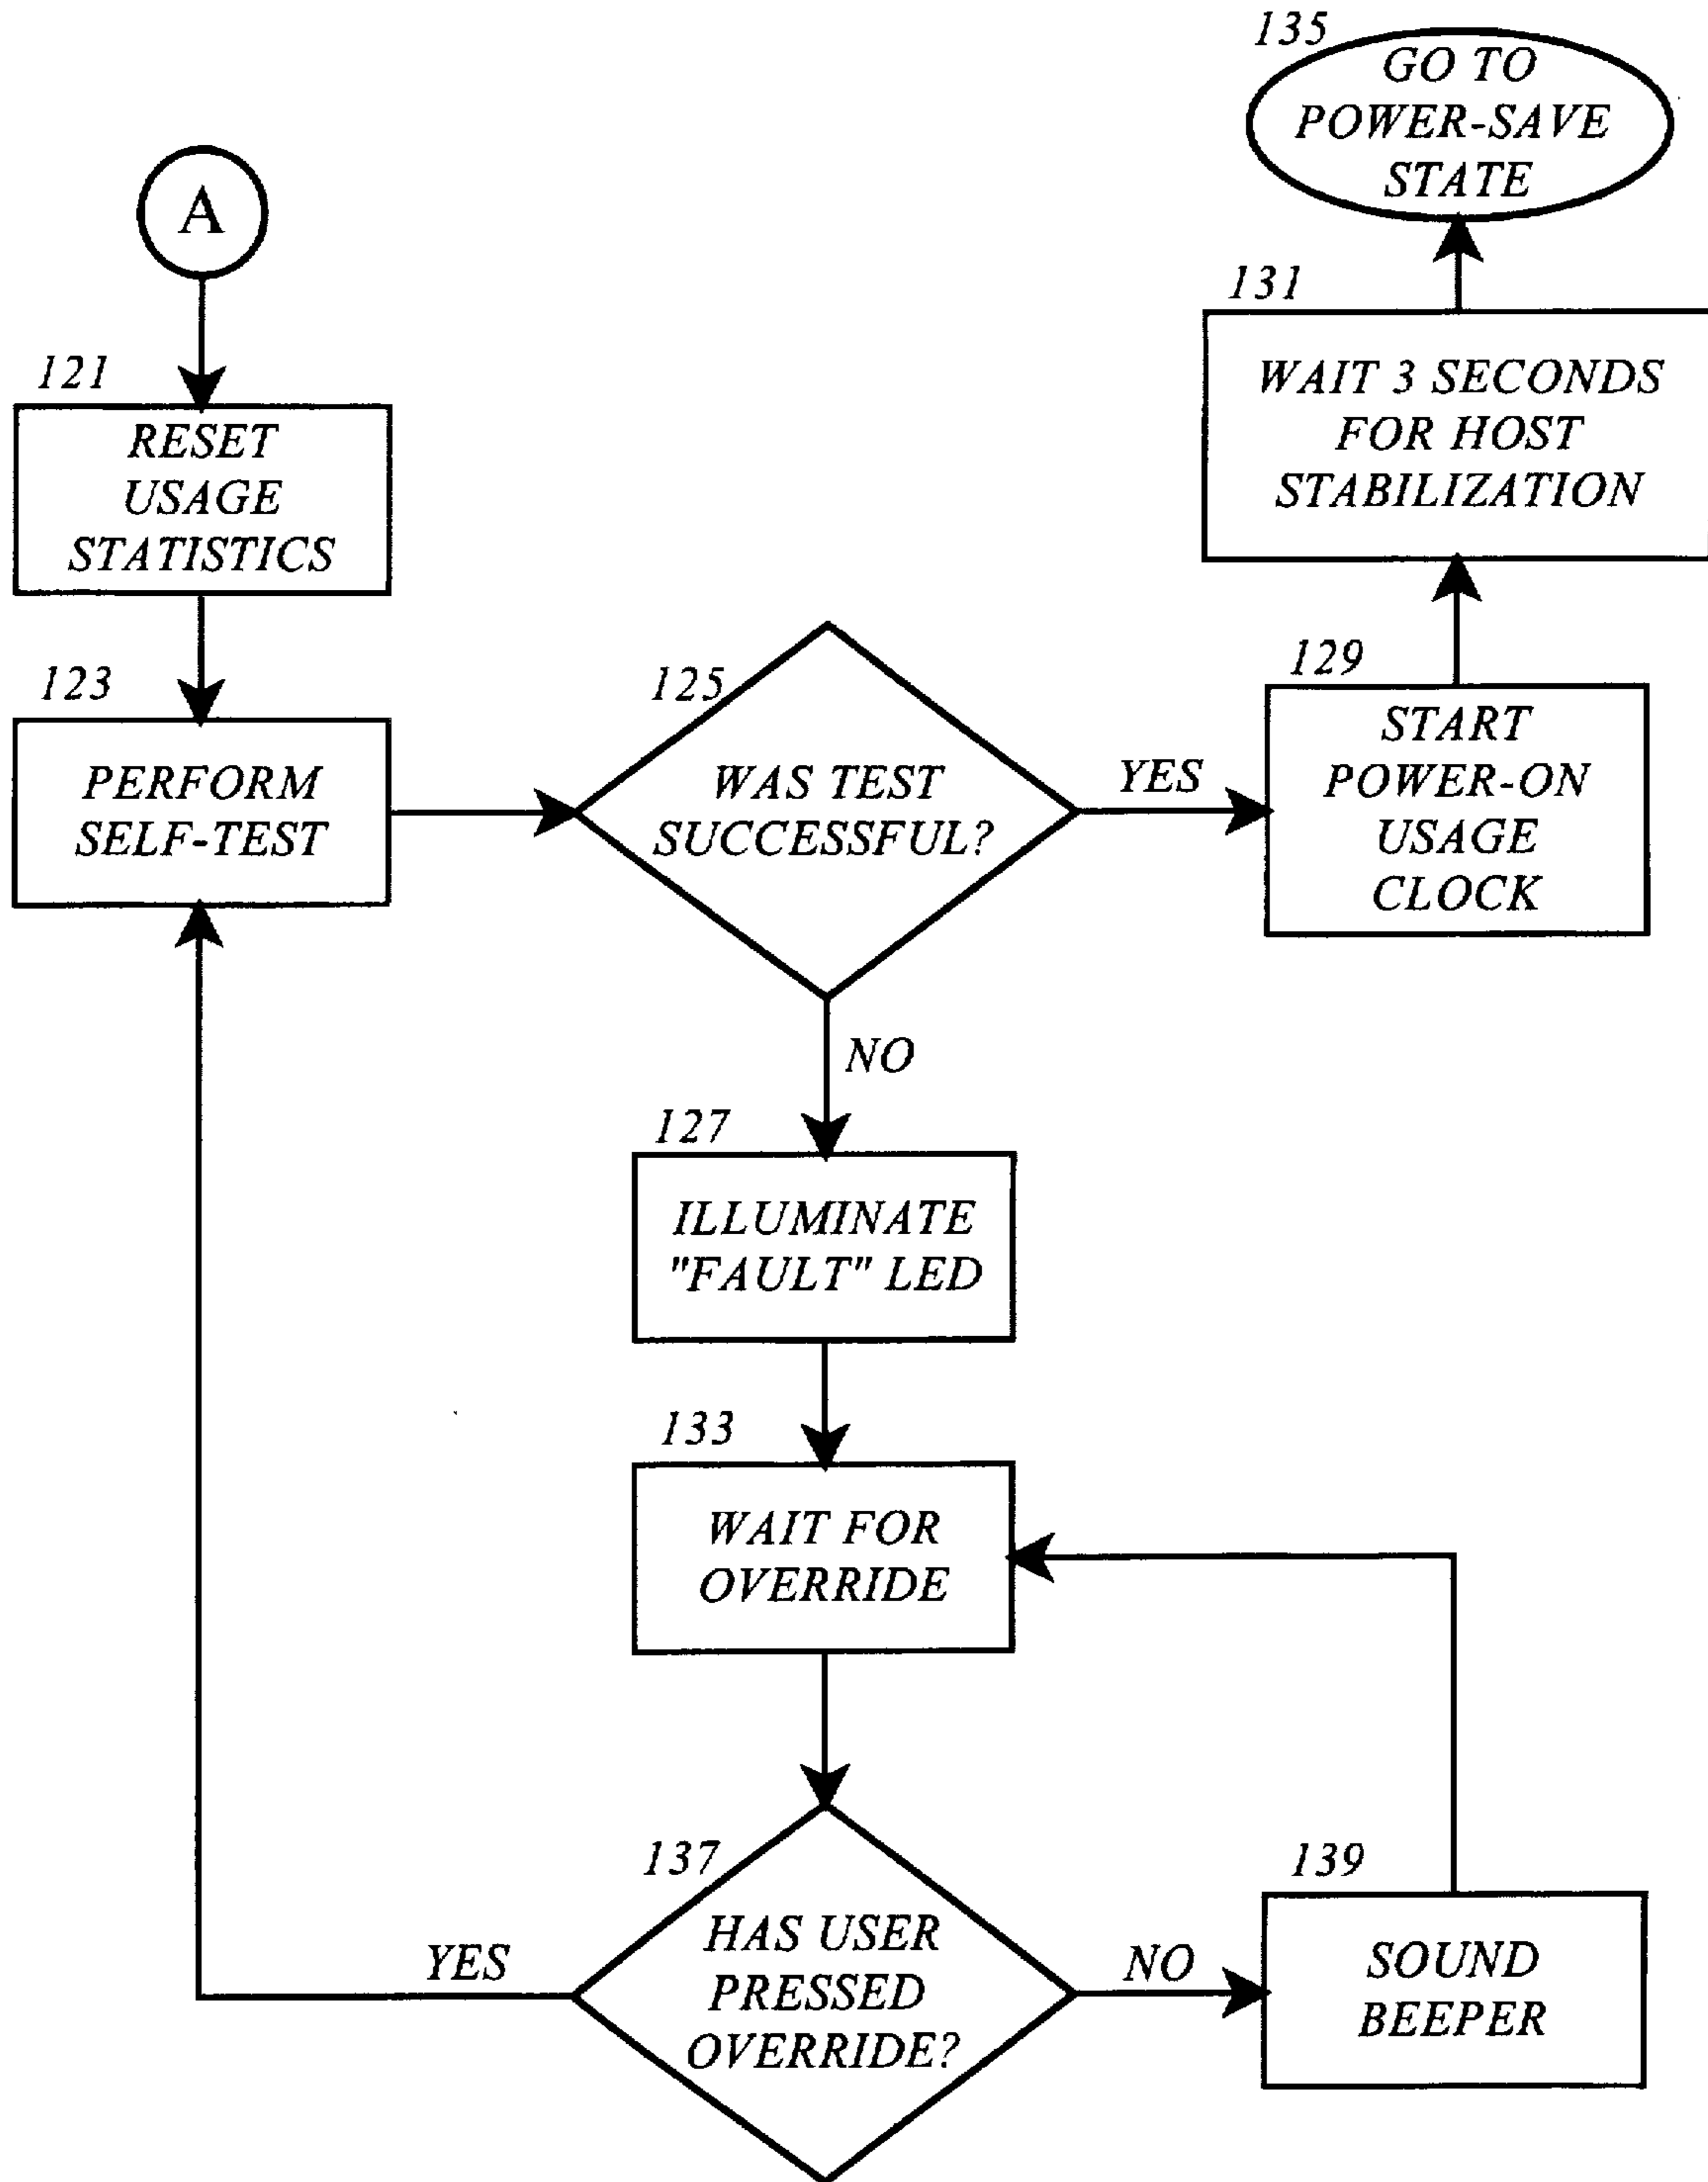 135
GO TO
POWER-SAVE
STATE
A
131
WAIT 3 SECONDS
FOR HOST
STABILIZATION
121
RESET
USAGE
STATISTICS
123
PERFORM
SELF-TEST
125
WAS TEST
SUCCESSFUL?
YES
129
START
POWER-ON
USAGE
CLOCK
NO
127
ILLUMINATE
"FAULT" LED
133
WAIT FOR
OVERRIDE
137
HAS USER
PRESSED
OVERRIDE?
YES
NO
139
SOUND
BEEPER